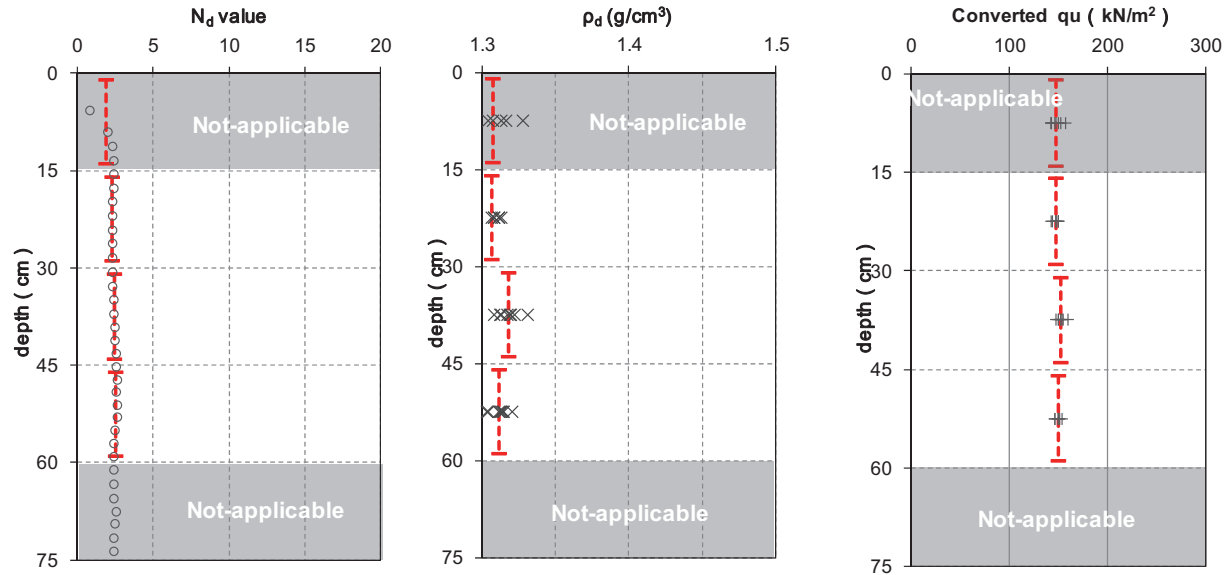 N_d value
0 5 10 15 20
0
15
30
45
60
75
depth ( cm )
Not-applicable
Not-applicable
ρ_d (g/cm³)
1.3 1.4 1.5
0
15
30
45
60
75
depth ( cm )
Not-applicable
Not-applicable
Converted qu ( kN/m² )
0 100 200 300
0
15
30
45
60
75
depth ( cm )
Not-applicable
Not-applicable